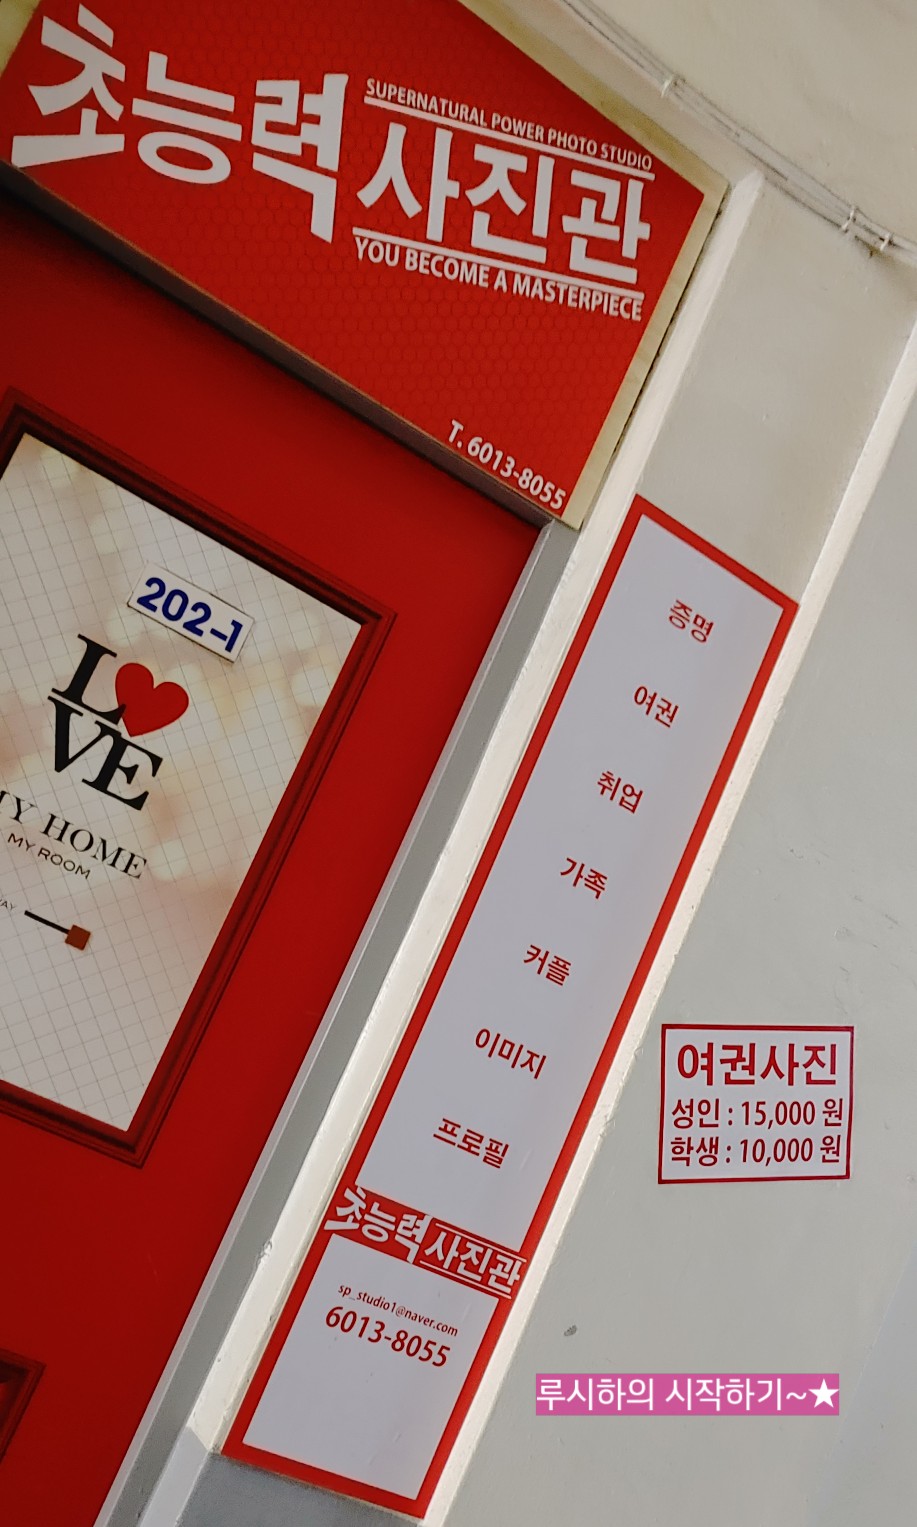 초능력 사진관
SUPERNATURAL POWER PHOTO STUDIO
YOU BECOME A MASTERPIECE
T. 6013-8055
202-1
LOVE
MY HOME
MY ROOM
증명
여권
취업
가족
커플
이미지
프로필
초능력사진관
sp_studio1@naver.com
6013-8055
여권사진
성인 : 15,000 원
학생 : 10,000 원
루시하의 시작하기~★